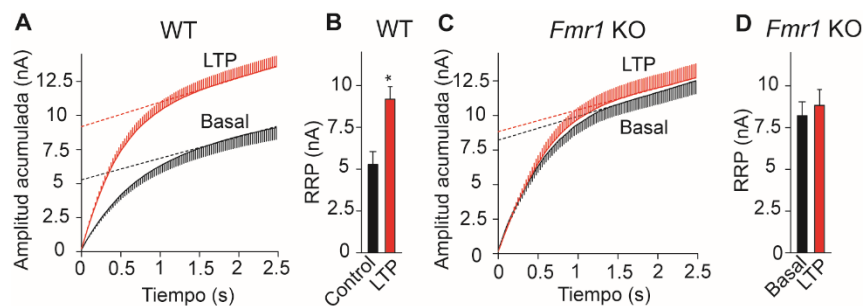 A WT
Amplitud acumulada (nA)
12.5
10
7.5
5
2.5
0
LTP
Basal
0 0.5 1 1.5 2 2.5
Tiempo (s)
B WT
RRP (nA)
10
7.5
5
2.5
0
*
Control
LTP
C Fmr1 KO
Amplitud acumulada (nA)
12.5
10
7.5
5
2.5
0
LTP
Basal
0 0.5 1 1.5 2 2.5
Tiempo (s)
D Fmr1 KO
RRP (nA)
10
7.5
5
2.5
0
Basal
LTP